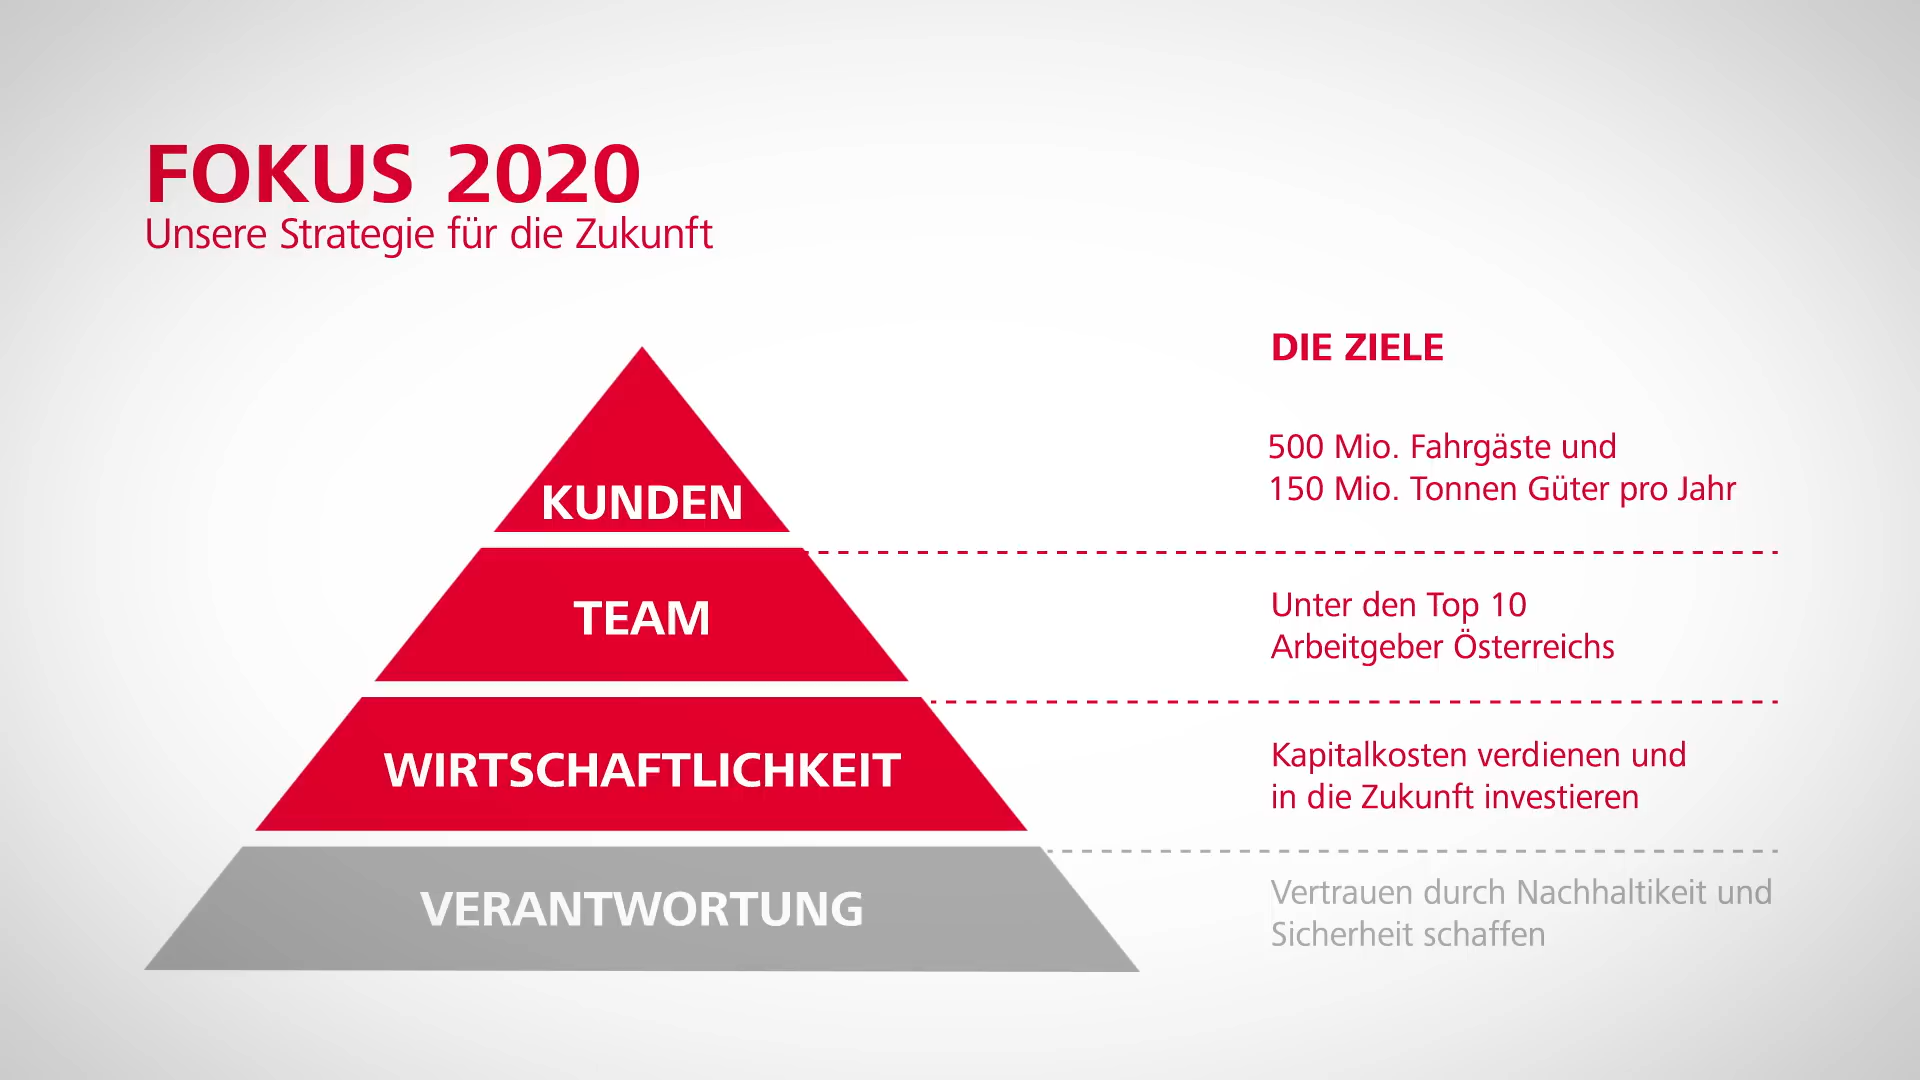 FOKUS 2020
Unsere Strategie für die Zukunft
DIE ZIELE
KUNDEN
500 Mio. Fahrgäste und
150 Mio. Tonnen Güter pro Jahr
TEAM
Unter den Top 10
Arbeitgeber Österreichs
WIRTSCHAFTLICHKEIT
Kapitalkosten verdienen und
in die Zukunft investieren
VERANTWORTUNG
Vertrauen durch Nachhaltikeit und
Sicherheit schaffen